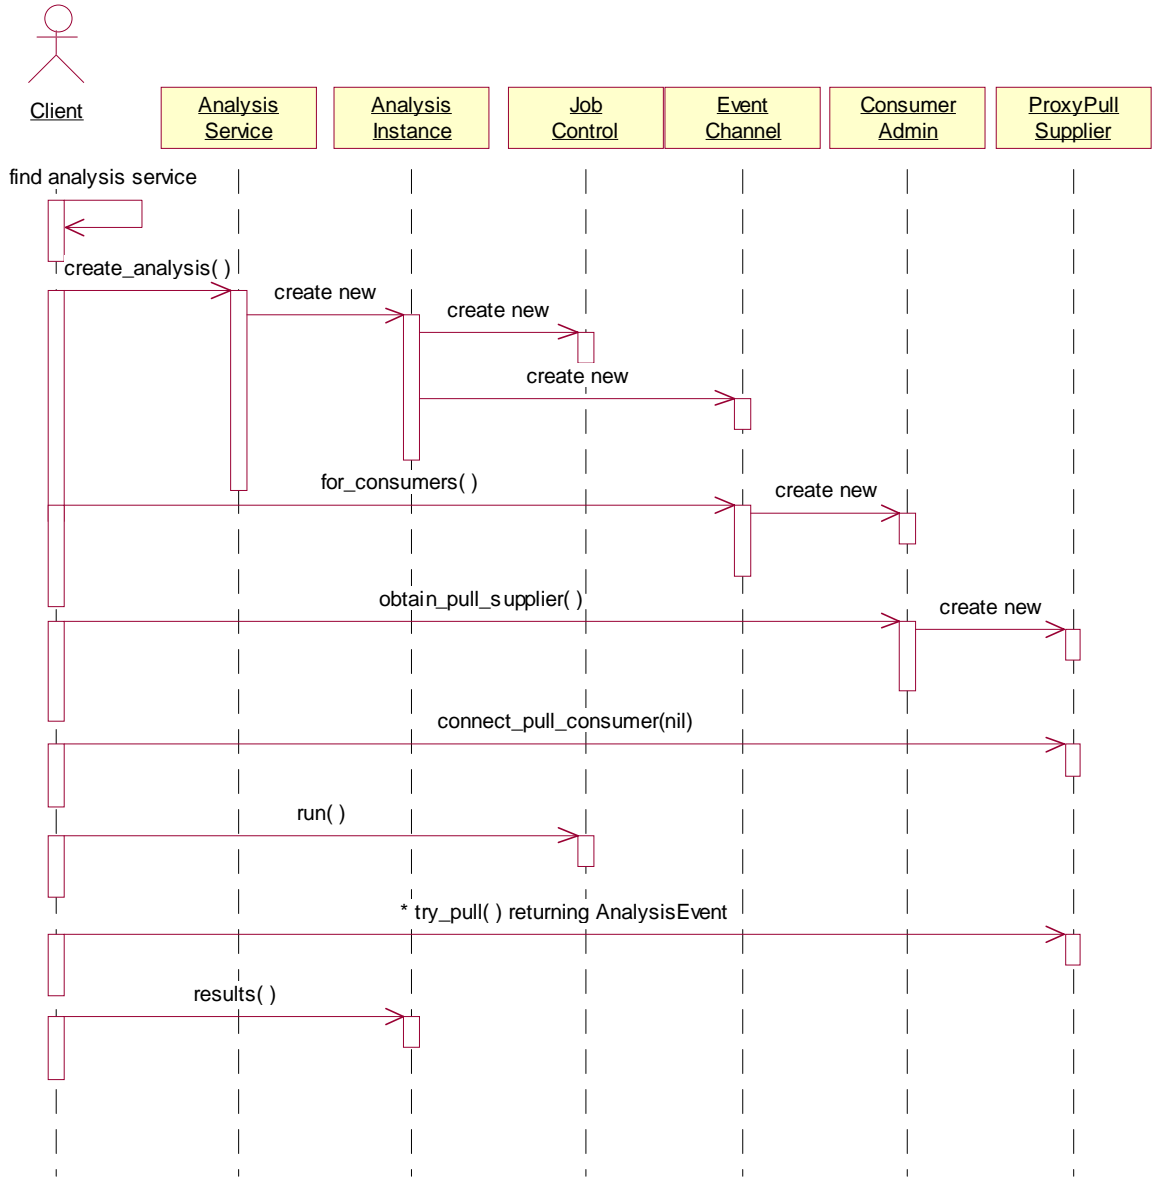 Client
Analysis
Service
Analysis
Instance
Job
Control
Event
Channel
Consumer
Admin
ProxyPull
Supplier
find analysis service
create_analysis( )
create new
create new
create new
for_consumers( )
create new
obtain_pull_supplier( )
create new
connect_pull_consumer(nil)
run( )
* try_pull( ) returning AnalysisEvent
results( )